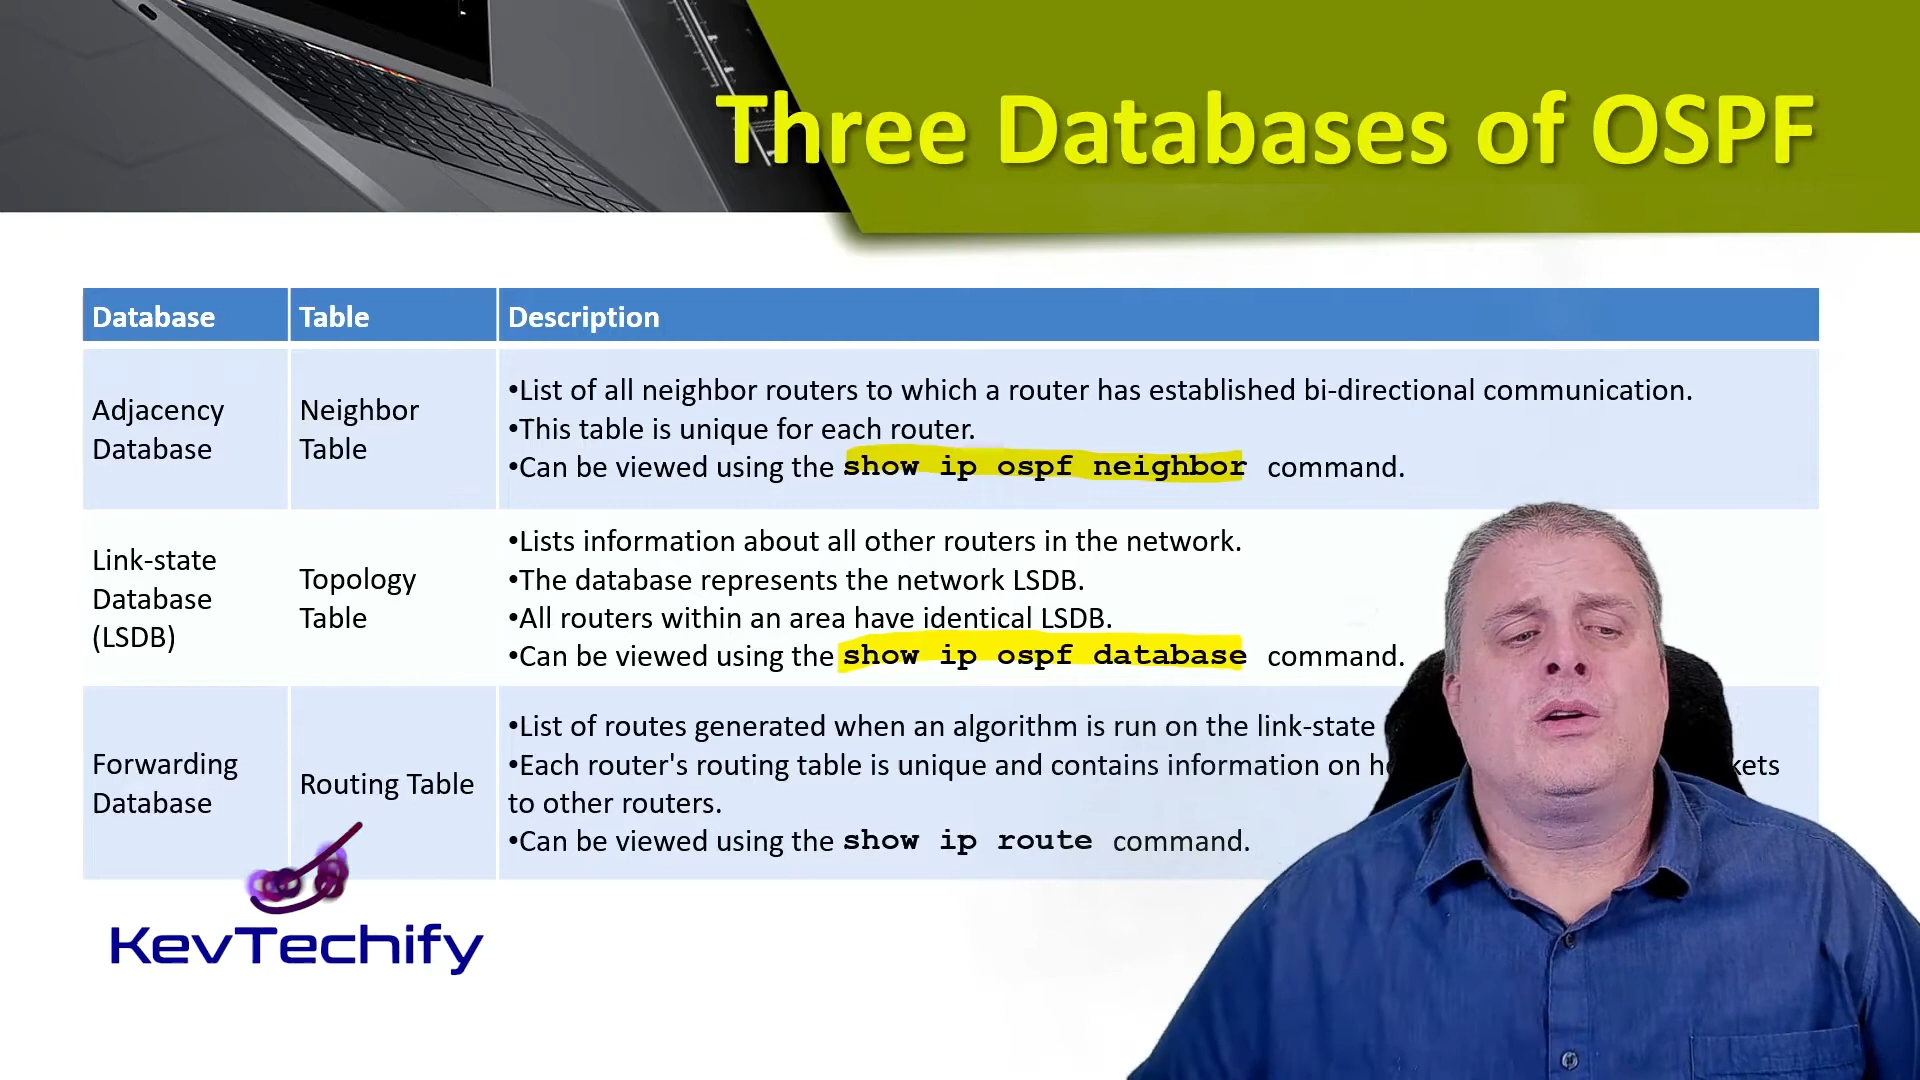 Three Databases of OSPF
Database Table Description
Adjacency Database
Neighbor Table
•List of all neighbor routers to which a router has established bi-directional communication.
•This table is unique for each router.
•Can be viewed using the show ip ospf neighbor command.
Link-state Database (LSDB)
Topology Table
•Lists information about all other routers in the network.
•The database represents the network LSDB.
•All routers within an area have identical LSDB.
•Can be viewed using the show ip ospf database command.
Forwarding Database
Routing Table
•List of routes generated when an algorithm is run on the link-state
•Each router's routing table is unique and contains information on
to other routers.
•Can be viewed using the show ip route command.
KevTechify